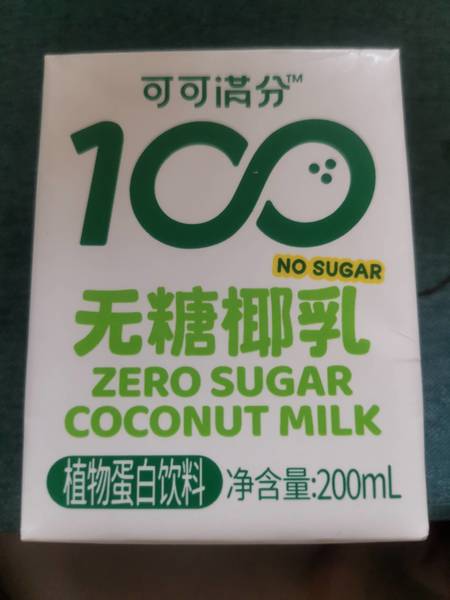 可可满分™
100
NO SUGAR
无糖椰乳
ZERO SUGAR
COCONUT MILK
植物蛋白饮料 净含量:200mL